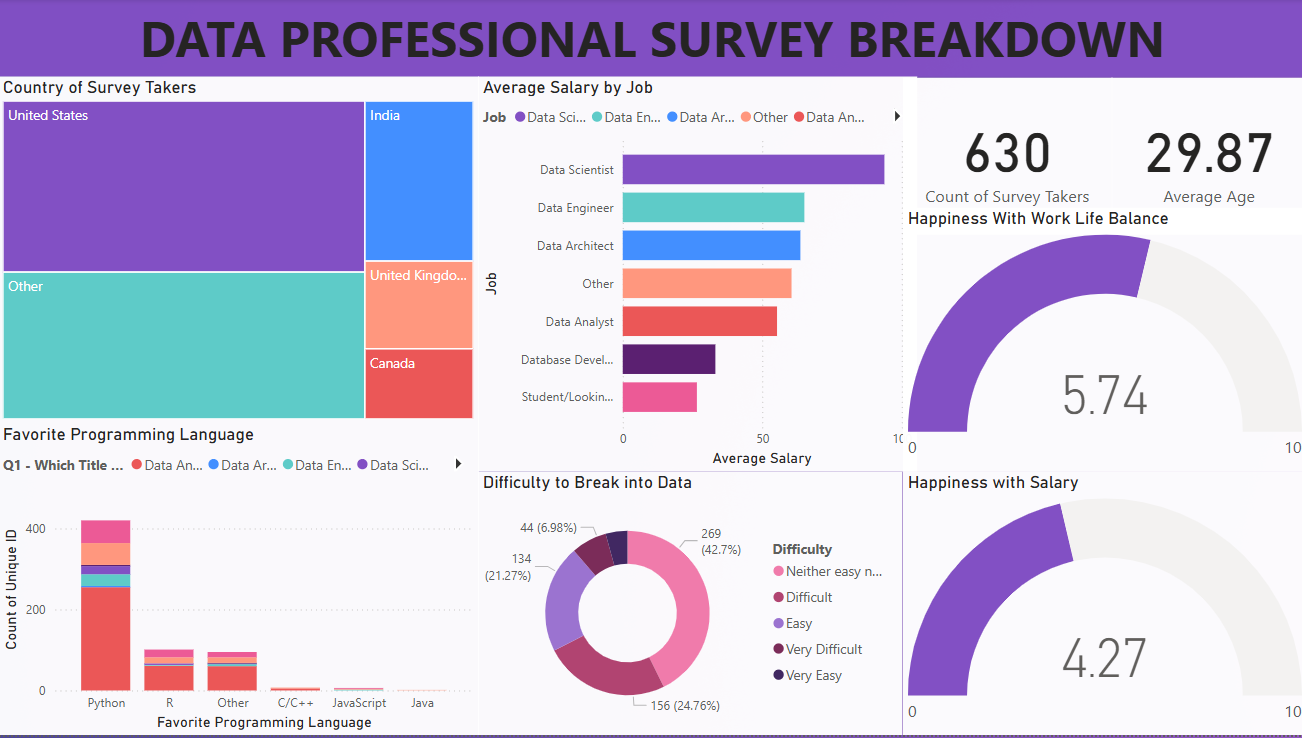 DATA PROFESSIONAL SURVEY BREAKDOWN
Country of Survey Takers
United States
India
Other
United Kingdo...
Canada
Average Salary by Job
Job Data Sci... Data En... Data Ar... Other Data An...
Job
Data Scientist
Data Engineer
Data Architect
Other
Data Analyst
Database Devel...
Student/Lookin...
0 50 10
Average Salary
630
Count of Survey Takers
29.87
Average Age
Happiness With Work Life Balance
5.74
0 10
Favorite Programming Language
Q1 - Which Title ... Data An... Data Ar... Data En... Data Sci...
Count of Unique ID
400
200
0
Python R Other C/C++ JavaScript Java
Favorite Programming Language
Difficulty to Break into Data
44 (6.98%)
269
(42.7%)
134
(21.27%)
156 (24.76%)
Difficulty
Neither easy n...
Difficult
Easy
Very Difficult
Very Easy
Happiness with Salary
4.27
0 10